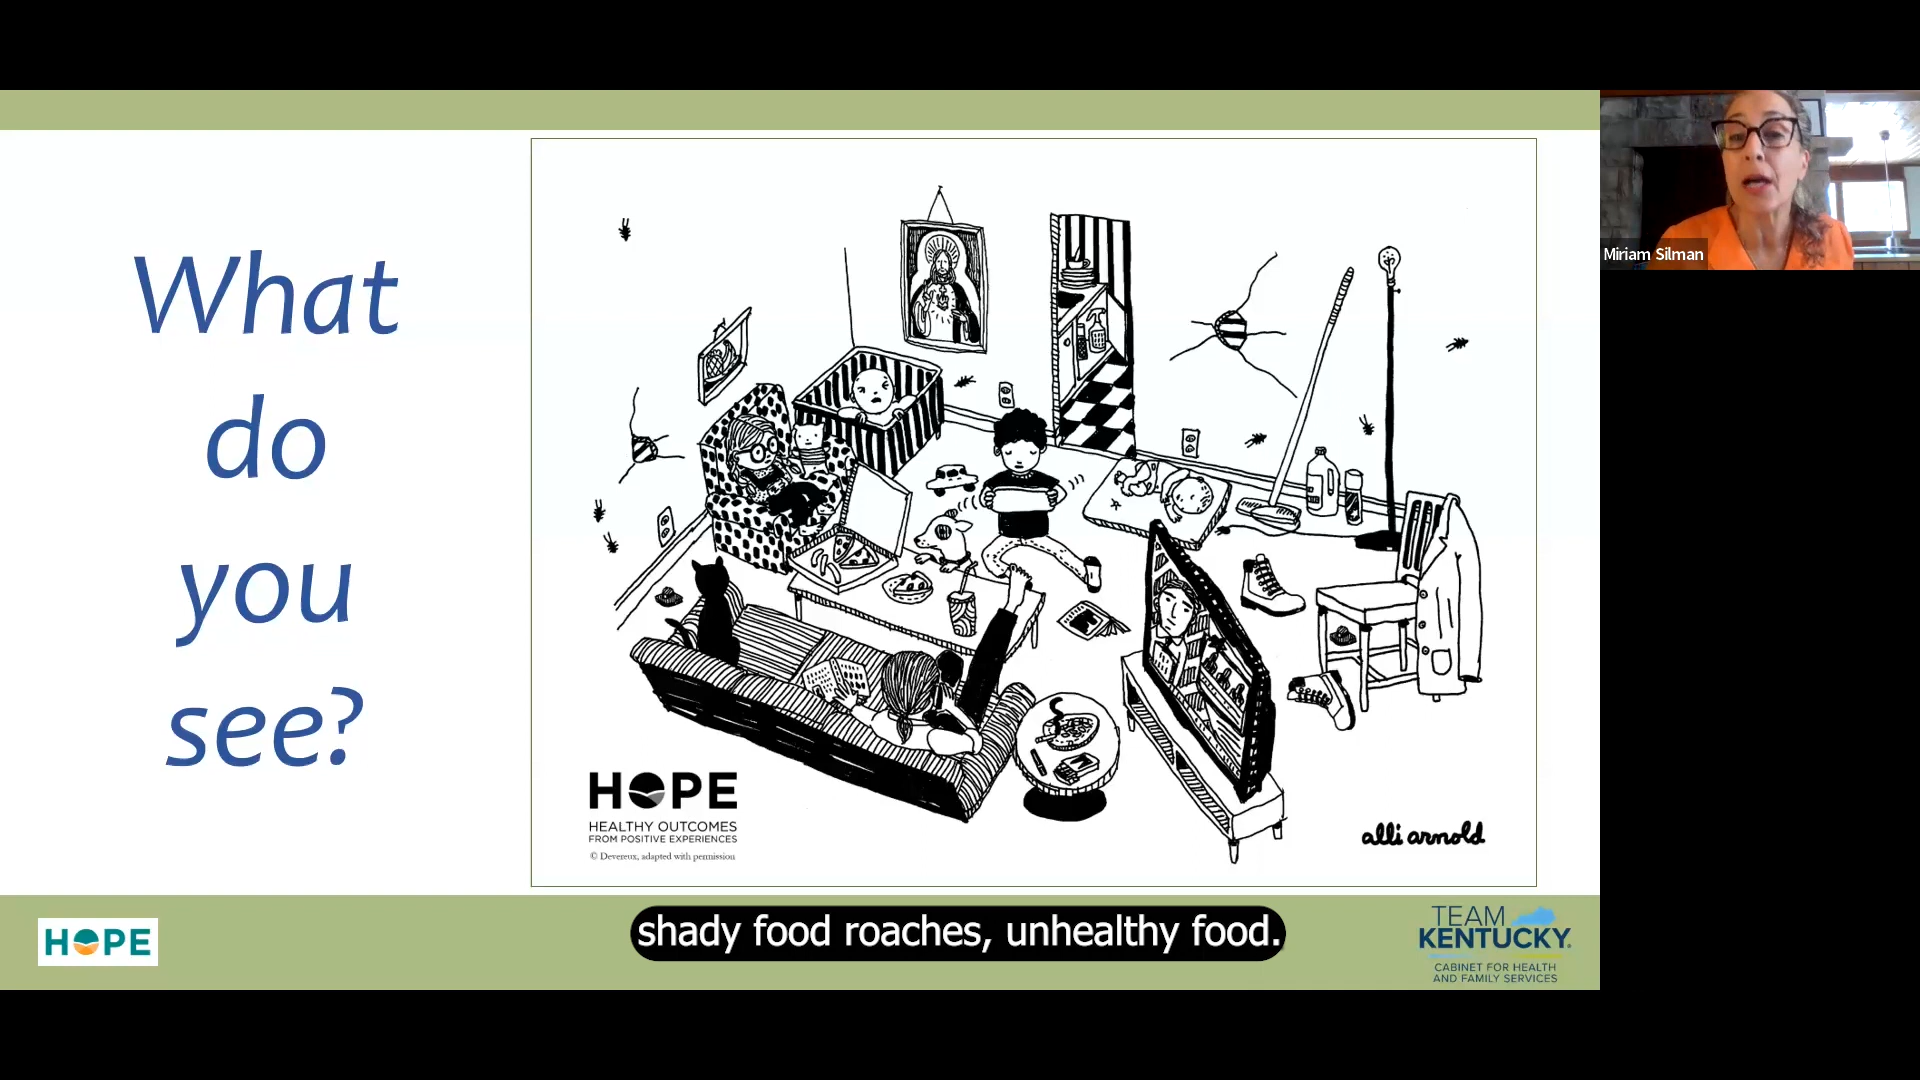 What
do
you
see?
HOPE
HEALTHY OUTCOMES
FROM POSITIVE EXPERIENCES
© Devereux, adapted with permission
alli arnold
Miriam Silman
HOPE
shady food roaches, unhealthy food.
TEAM
KENTUCKY
CABINET FOR HEALTH
AND FAMILY SERVICES